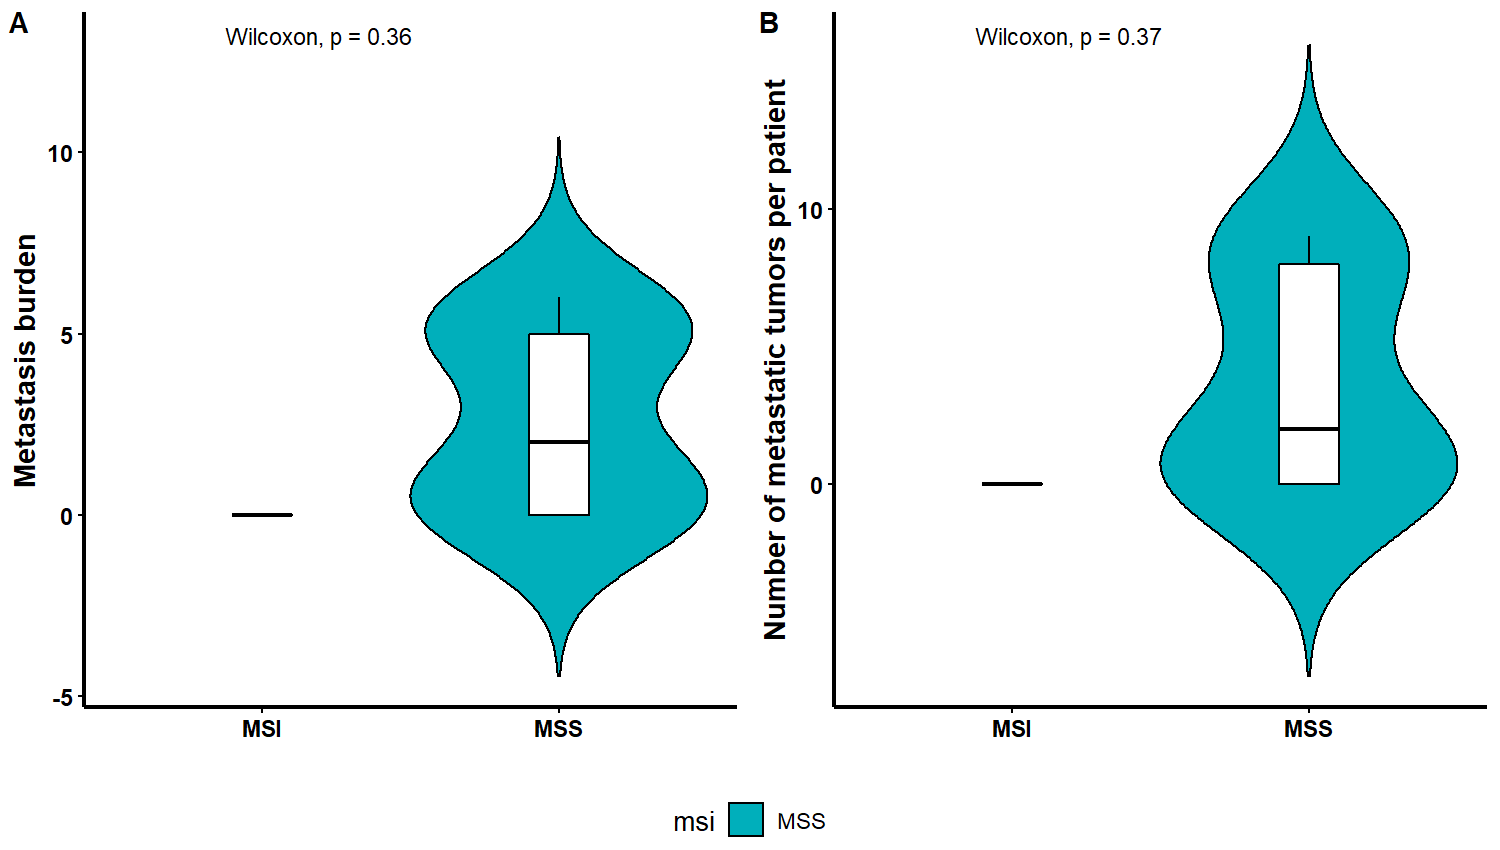 A
Wilcoxon, p = 0.36
Metastasis burden
10
5
0
-5
MSI
MSS
B
Wilcoxon, p = 0.37
Number of metastatic tumors per patient
10
0
MSI
MSS
msi
MSS